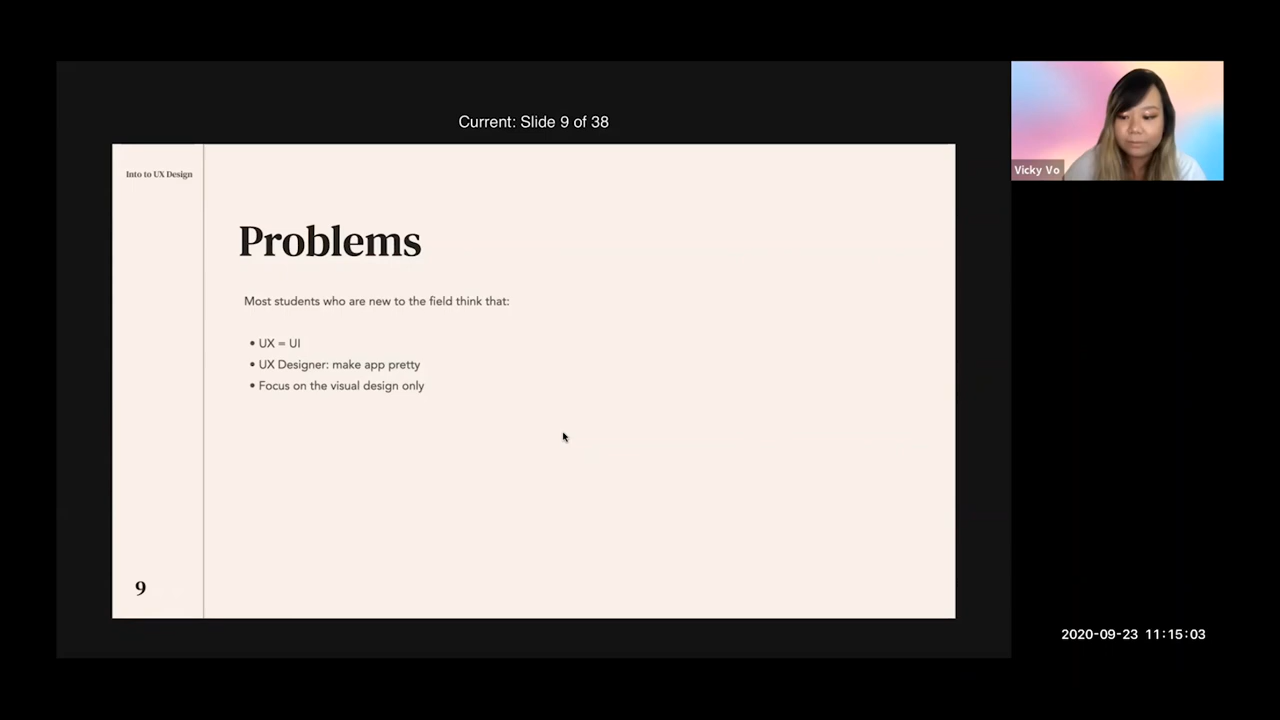 Current: Slide 9 of 38
Into to UX Design
Problems
Most students who are new to the field think that:
• UX = UI
• UX Designer: make app pretty
• Focus on the visual design only
9
Vicky Vo
2020-09-23 11:15:03